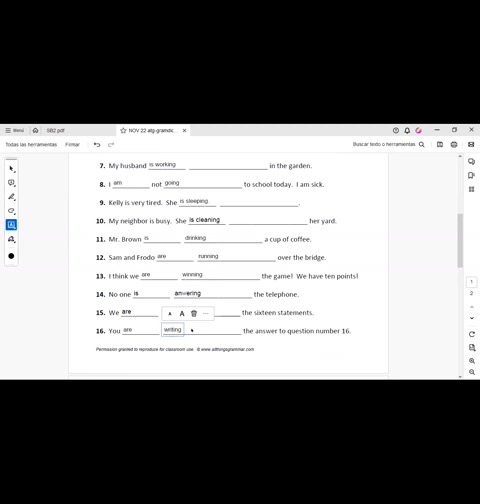 Menú SB2 pdf NOV 22 atg-gramdic...
Todas las herramientas Firmar Buscar texto o herramientas
7. My husband is working in the garden.
8. I am not going to school today. I am sick.
9. Kelly is very tired. She is sleeping .
10. My neighbor is busy. She is cleaning her yard.
11. Mr. Brown is drinking a cup of coffee.
12. Sam and Frodo are running over the bridge.
13. I think we are winning the game! We have ten points!
14. No one is anwering the telephone.
15. We are the sixteen statements.
16. You are writing the answer to question number 16.
Permission granted to reproduce for classroom use. © www.allthingsgrammar.com
1
2